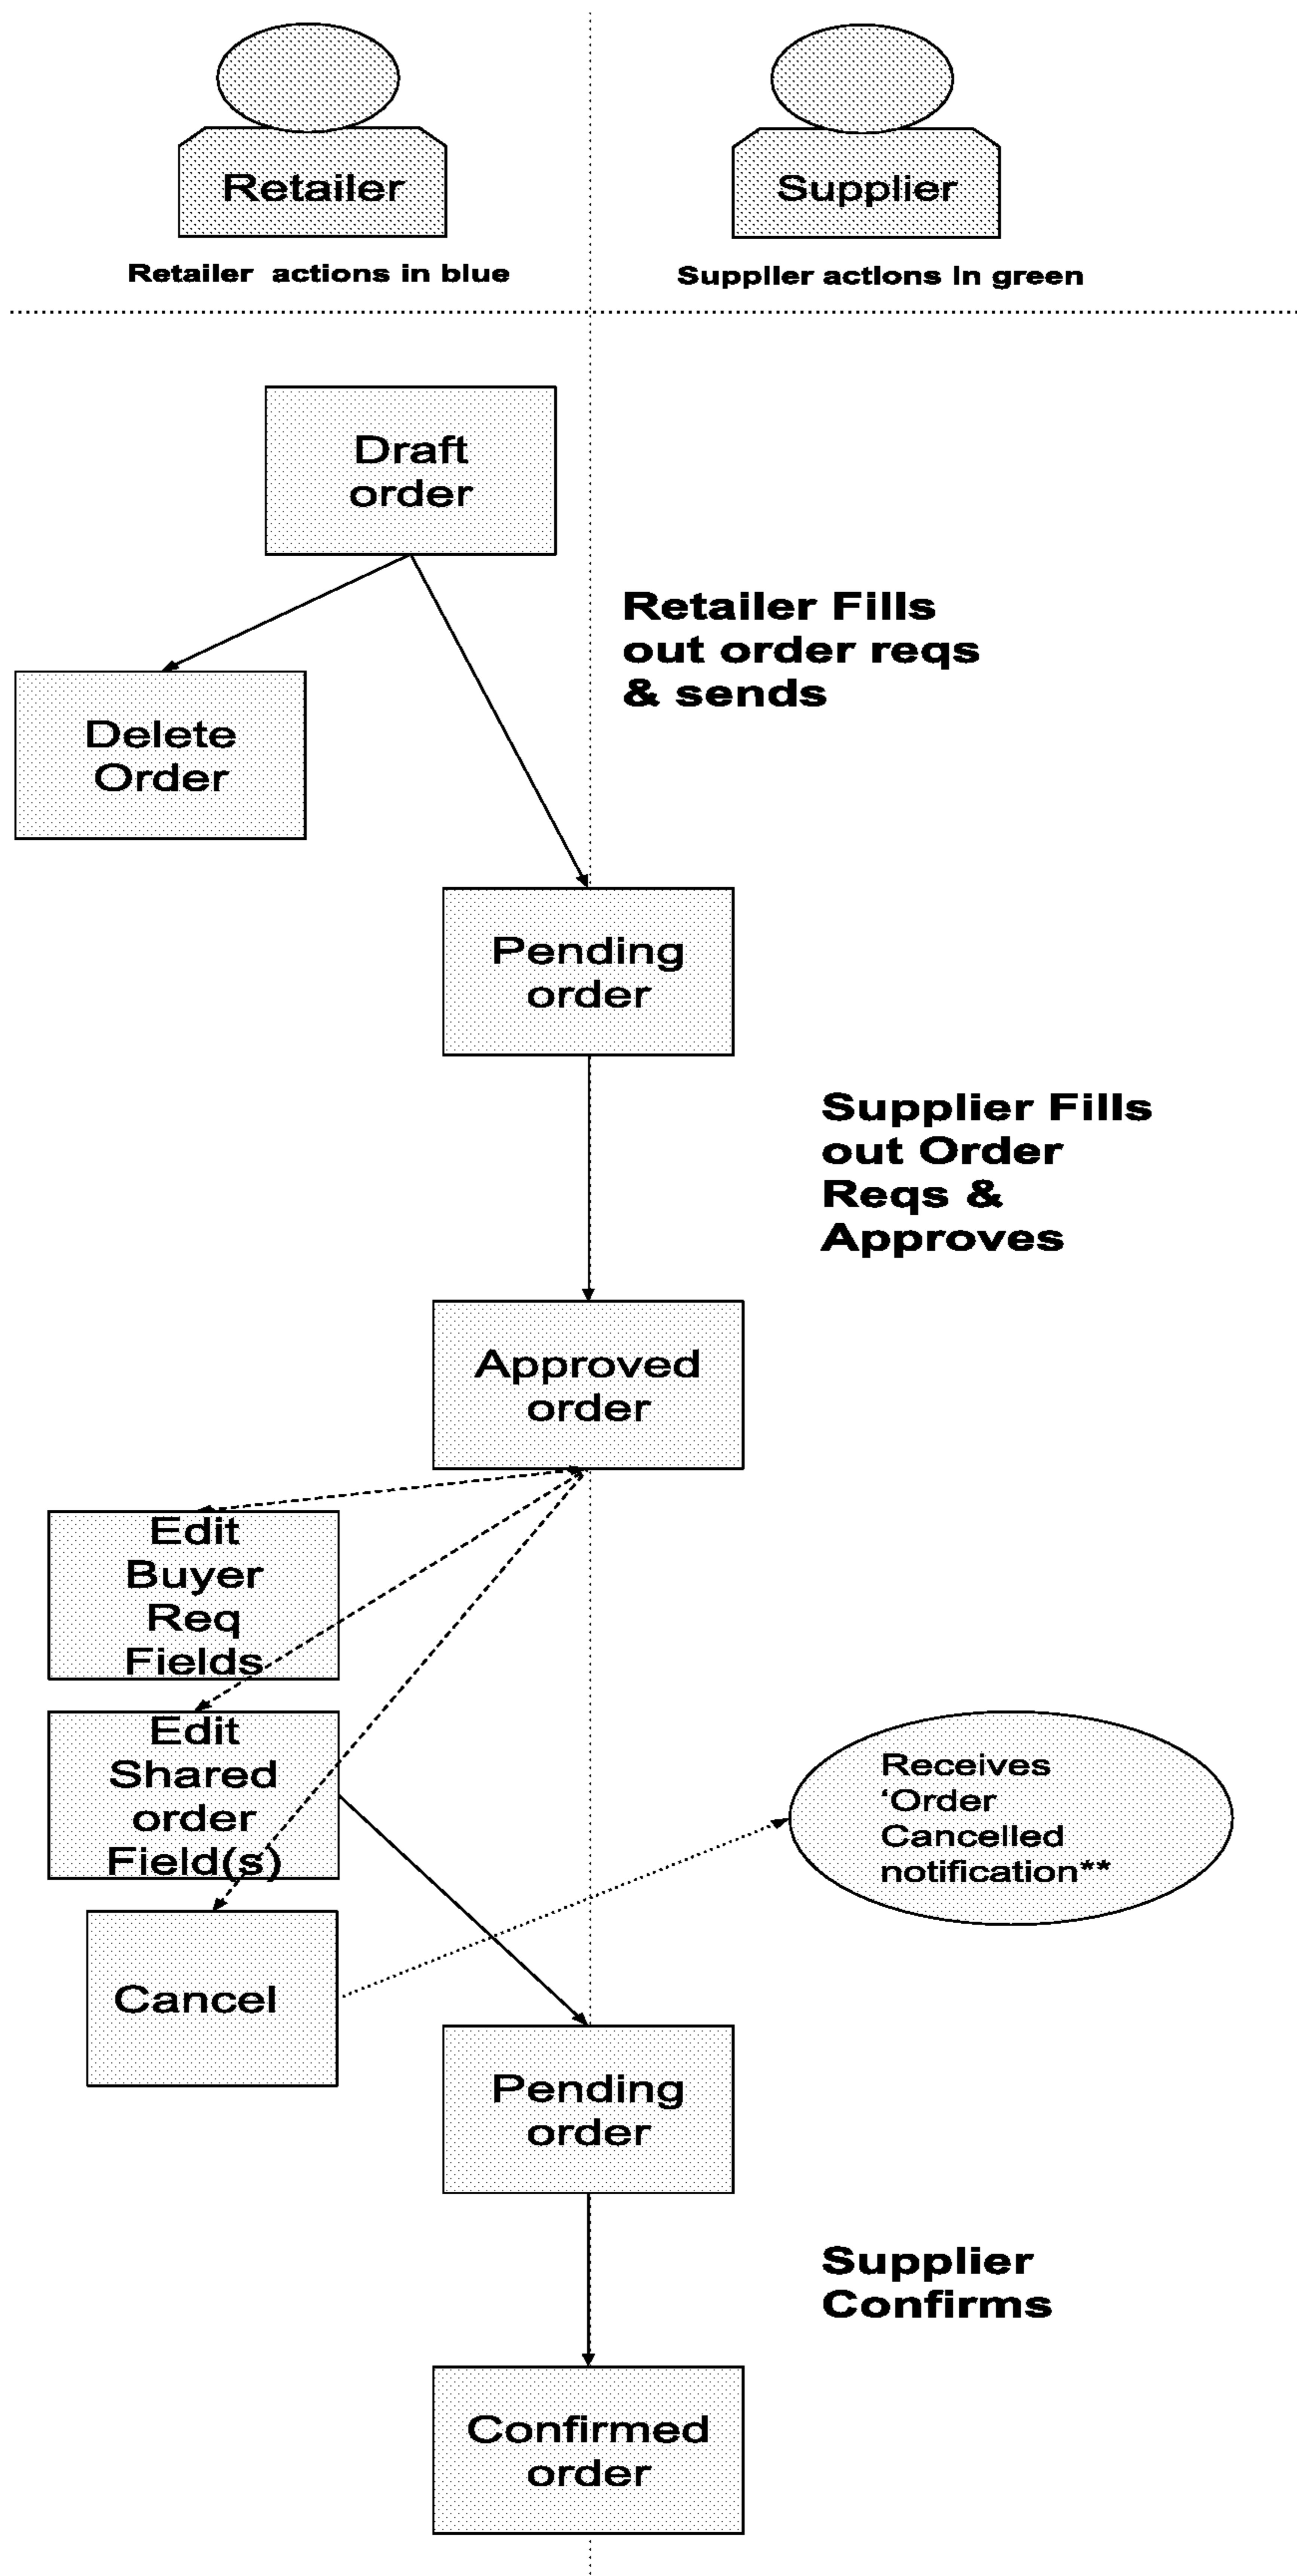 Retailer
Supplier
Retailer actions in blue
Supplier actions in green
Draft
order
Retailer Fills
out order reqs
& sends
Delete
Order
Pending
order
Supplier Fills
out Order
Reqs &
Approves
Approved
order
Edit
Buyer
Req
Fields
Edit
Shared
order
Field(s)
Receives
‘Order
Cancelled
notification**
Cancel
Pending
order
Supplier
Confirms
Confirmed
order